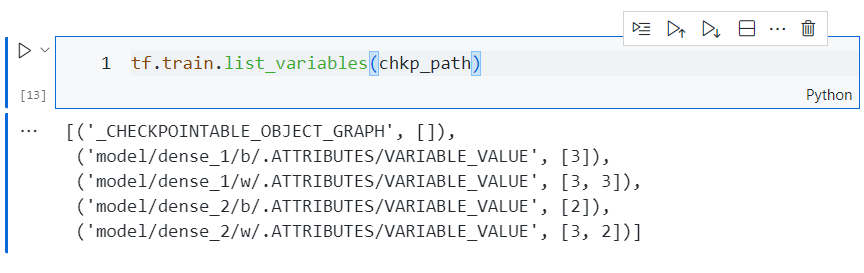 1 tf.train.list_variables(chkp_path)
[13]
Python
[('_CHECKPOINTABLE_OBJECT_GRAPH', []),
('model/dense_1/b/.ATTRIBUTES/VARIABLE_VALUE', [3]),
('model/dense_1/w/.ATTRIBUTES/VARIABLE_VALUE', [3, 3]),
('model/dense_2/b/.ATTRIBUTES/VARIABLE_VALUE', [2]),
('model/dense_2/w/.ATTRIBUTES/VARIABLE_VALUE', [3, 2])]